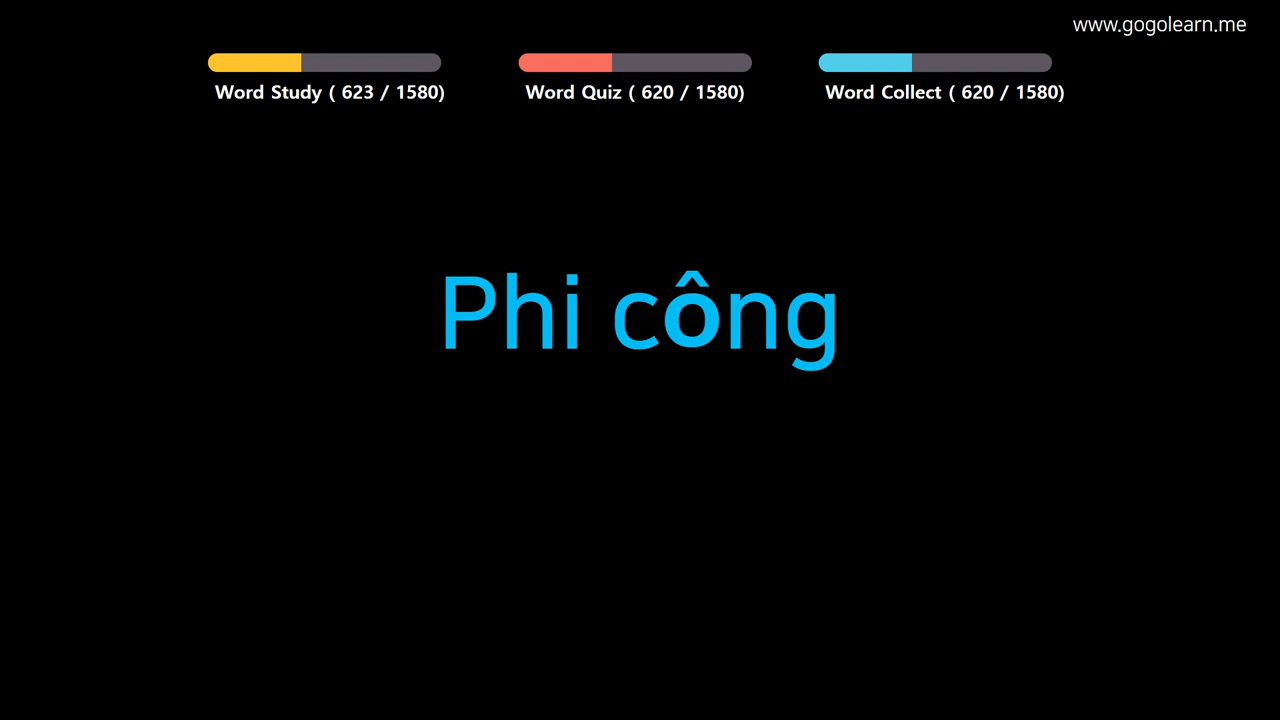 www.gogolearn.me
Word Study ( 623 / 1580)
Word Quiz ( 620 / 1580)
Word Collect ( 620 / 1580)
Phi công